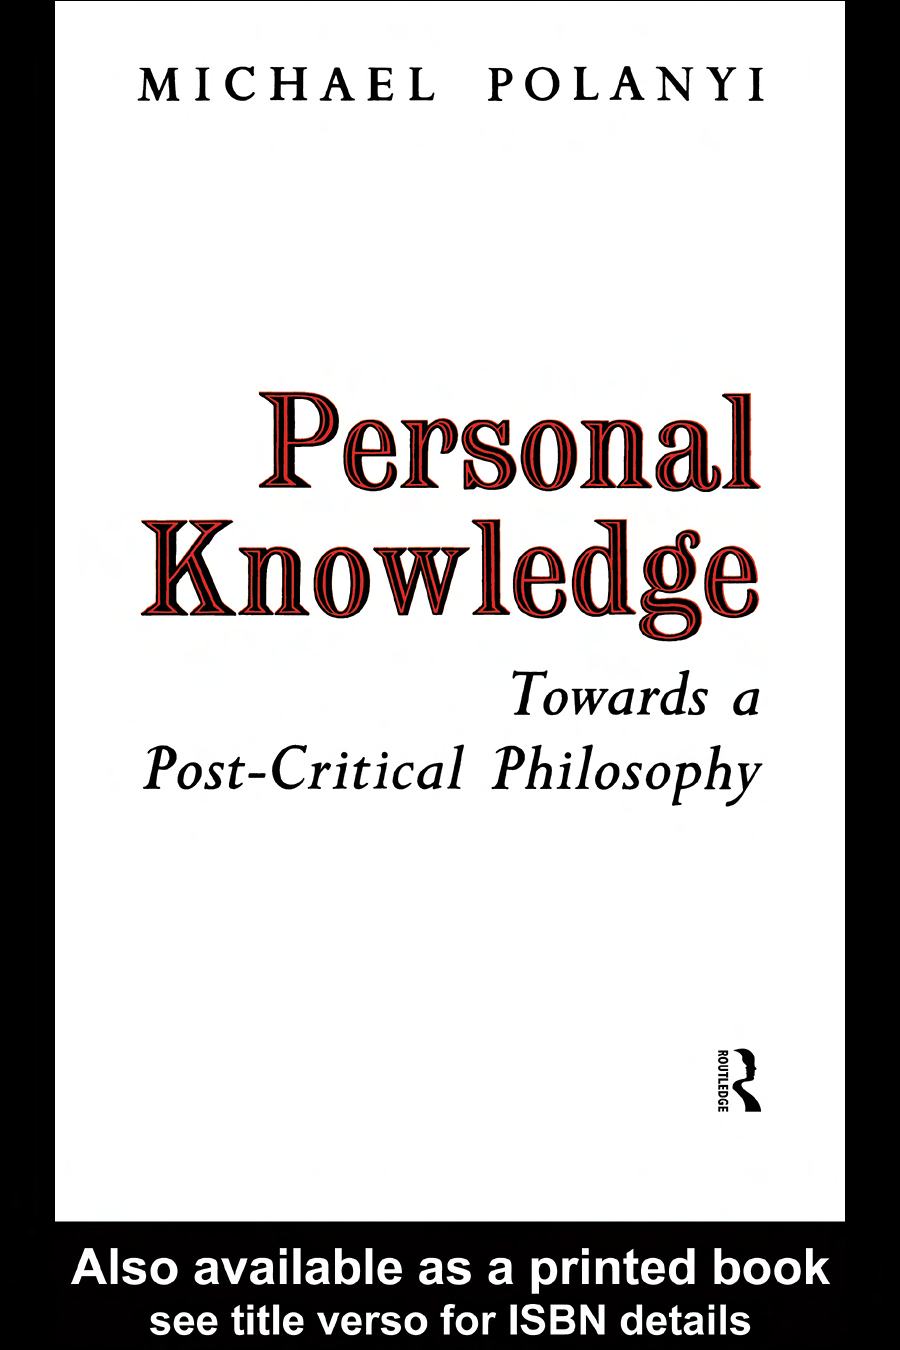 MICHAEL POLANYI
Personal
Knowledge
Towards a
Post-Critical Philosophy
ROUTLEDGE
Also available as a printed book
see title verso for ISBN details